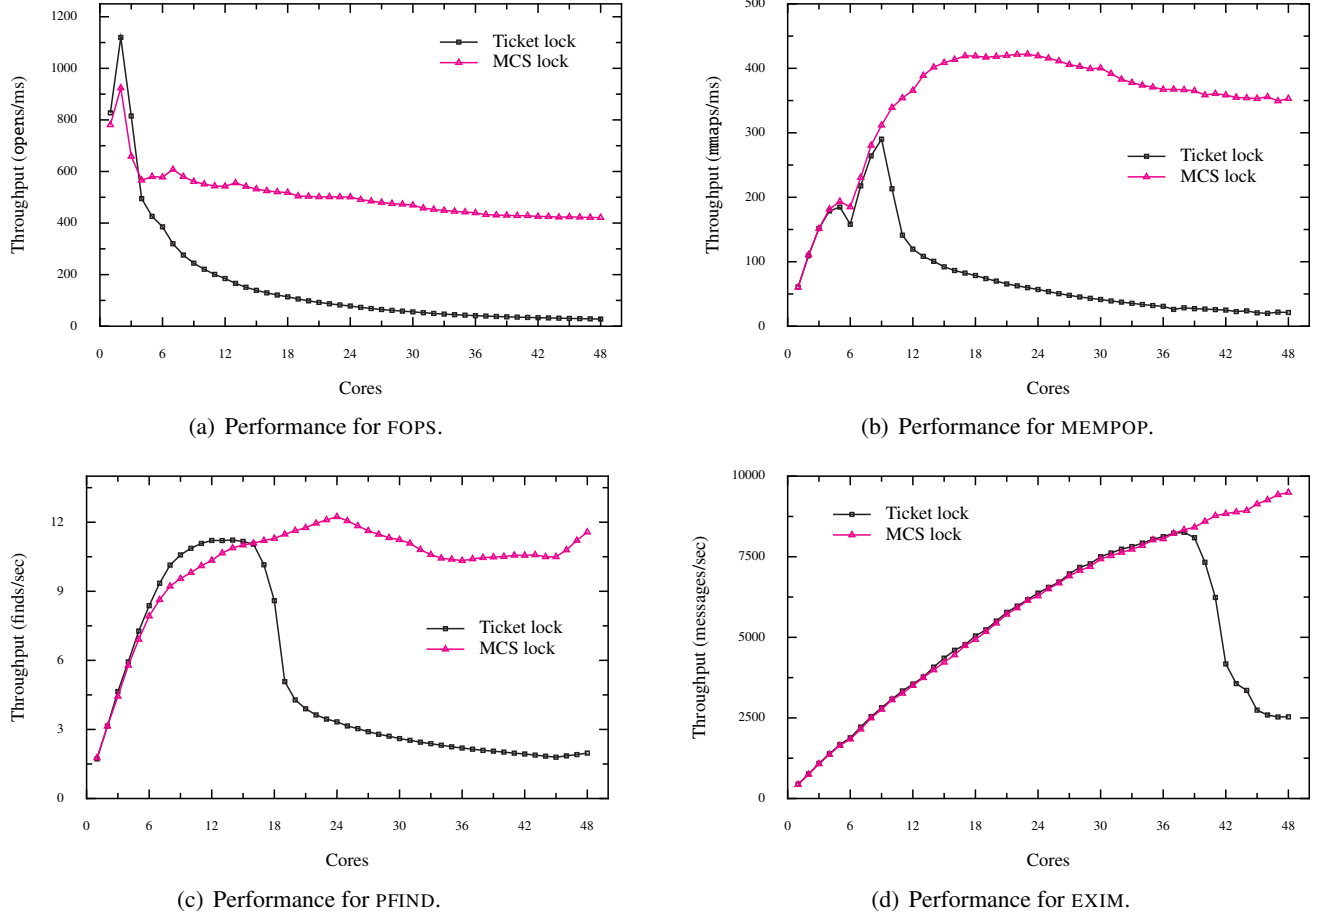 1200
1000
800
600
400
200
0
Throughput (opens/ms)
Ticket lock
MCS lock
0 6 12 18 24 30 36 42 48
Cores
(a) Performance for FOPS.
500
400
300
200
100
0
Throughput (mmaps/ms)
Ticket lock
MCS lock
0 6 12 18 24 30 36 42 48
Cores
(b) Performance for MEMPOP.
12
9
6
3
0
Throughput (finds/sec)
Ticket lock
MCS lock
0 6 12 18 24 30 36 42 48
Cores
(c) Performance for PFIND.
10000
7500
5000
2500
0
Throughput (messages/sec)
Ticket lock
MCS lock
0 6 12 18 24 30 36 42 48
Cores
(d) Performance for EXIM.